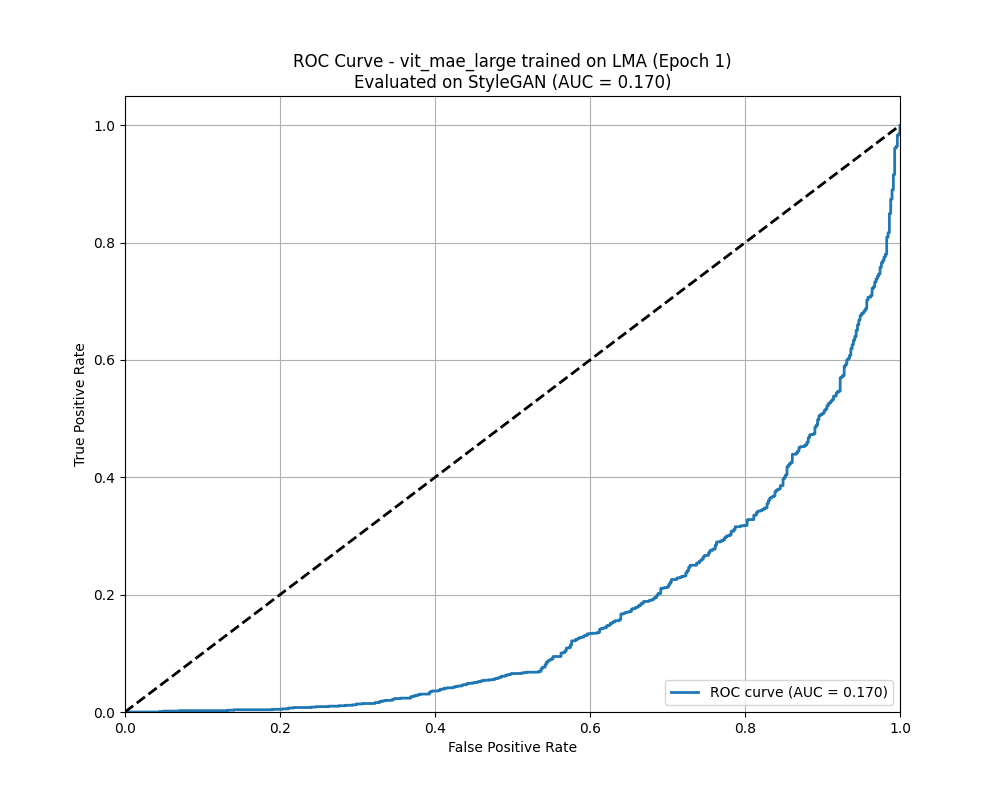 ROC Curve - vit_mae_large trained on LMA (Epoch 1)
Evaluated on StyleGAN (AUC = 0.170)
True Positive Rate
1.0
0.8
0.6
0.4
0.2
0.0
0.0 0.2 0.4 0.6 0.8 1.0
False Positive Rate
ROC curve (AUC = 0.170)